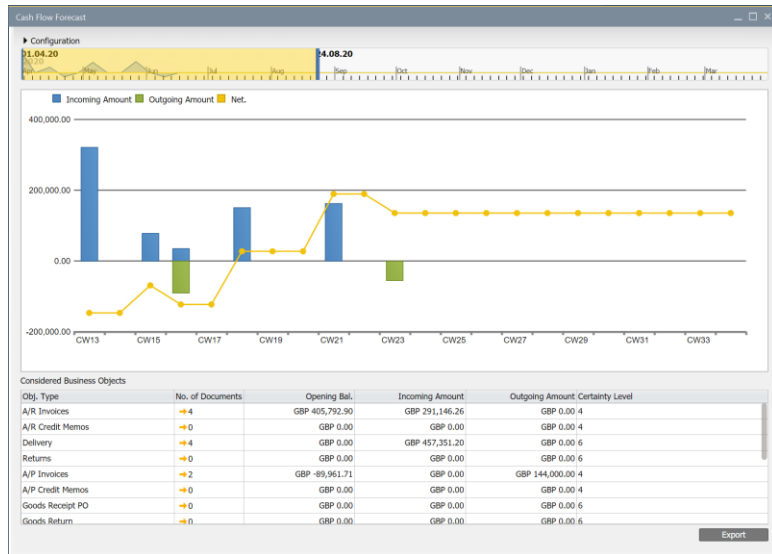 Cash Flow Forecast
Configuration
01.04.20 24.08.20
2020
Apr May Jun Jul Aug Sep Oct Nov Dec Jan Feb Mar
Incoming Amount Outgoing Amount Net.
400,000.00
200,000.00
0.00
-200,000.00
CW13 CW15 CW17 CW19 CW21 CW23 CW25 CW27 CW29 CW31 CW33
Considered Business Objects
Obj. Type No. of Documents Opening Bal. Incoming Amount Outgoing Amount Certainty Level
A/R Invoices 4 GBP 405,792.90 GBP 291,146.26 GBP 0.00 4
A/R Credit Memos 0 GBP 0.00 GBP 0.00 GBP 0.00 4
Delivery 4 GBP 0.00 GBP 457,351.20 GBP 0.00 6
Returns 0 GBP 0.00 GBP 0.00 GBP 0.00 6
A/P Invoices 2 GBP -89,961.71 GBP 0.00 GBP 144,000.00 4
A/P Credit Memos 0 GBP 0.00 GBP 0.00 GBP 0.00 4
Goods Receipt PO 0 GBP 0.00 GBP 0.00 GBP 0.00 6
Goods Return 0 GBP 0.00 GBP 0.00 GBP 0.00 6
Export